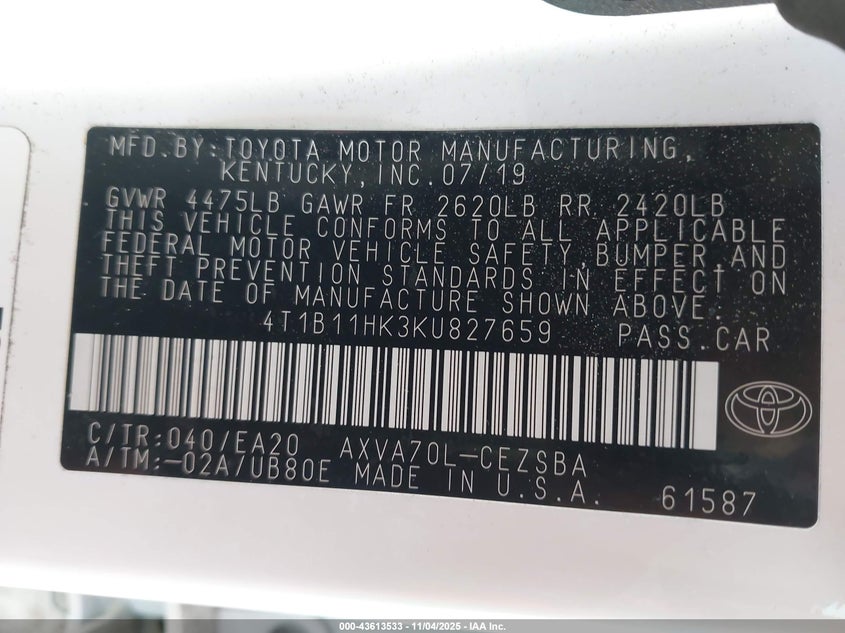 MFD.BY:TOYOTA MOTOR MANUFACTURING,
KENTUCKY,INC.07/19
GVWR 4475LB GAWR FR 2620LB RR 2420LB
THIS VEHICLE CONFORMS TO ALL APPLICABLE
FEDERAL MOTOR VEHICLE SAFETY,BUMPER,AND
THEFT PREVENTION STANDARDS IN EFFECT ON
THE DATE OF MANUFACTURE SHOWN ABOVE.
4T1B11HK3KU827659 PASS.CAR
C/TR:040/EA20 AXVA70L-CEZSBA
A/TM:-02A/UB80E MADE IN U.S.A. 61587
000-43613533 - 11/04/2025 - IAA Inc.